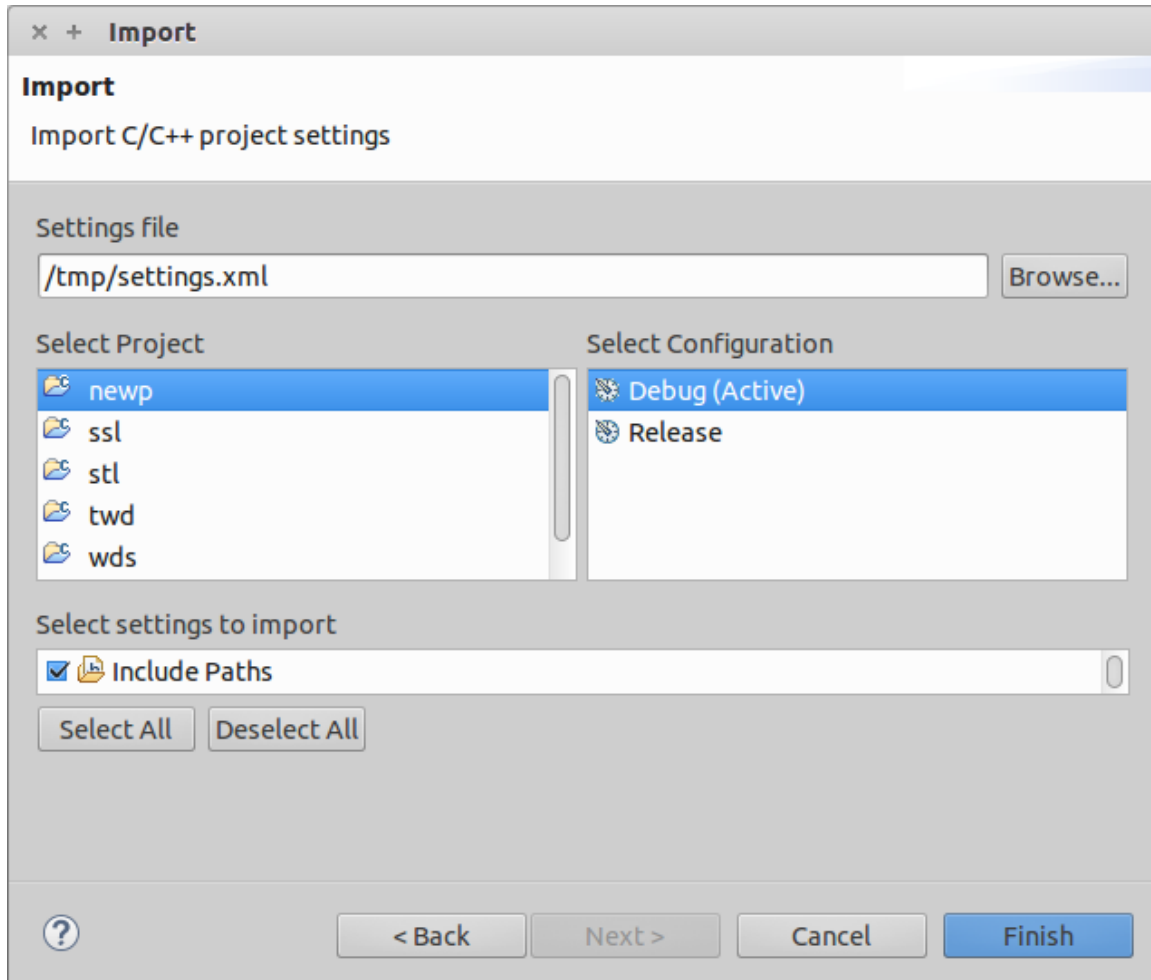 Import
Import
Import C/C++ project settings
Settings file
/tmp/settings.xml Browse...
Select Project Select Configuration
newp Debug (Active)
ssl Release
stl
twd
wds
Select settings to import
Include Paths
Select All Deselect All
? < Back Next > Cancel Finish